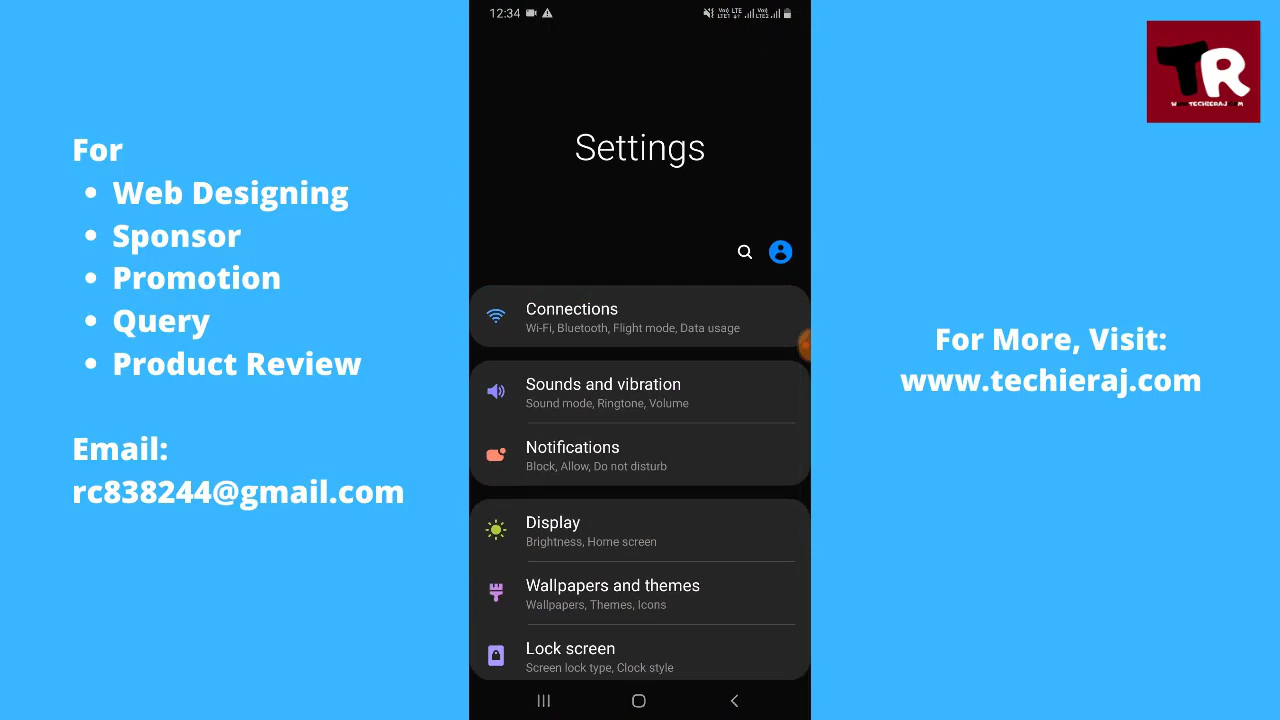 12:34
For
• Web Designing
• Sponsor
• Promotion
• Query
• Product Review
Email:
rc838244@gmail.com
Settings
Connections
Wi-Fi, Bluetooth, Flight mode, Data usage
Sounds and vibration
Sound mode, Ringtone, Volume
Notifications
Block, Allow, Do not disturb
Display
Brightness, Home screen
Wallpapers and themes
Wallpapers, Themes, Icons
Lock screen
Screen lock type, Clock style
TR
WWW.TECHIERAJ.COM
For More, Visit:
www.techieraj.com